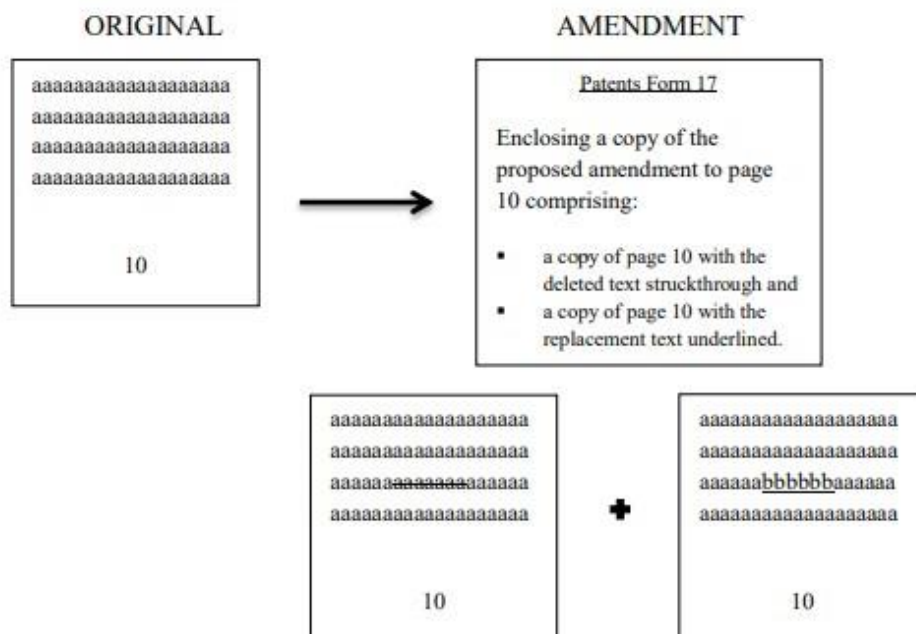 ORIGINAL
aaaaaaaaaaaaaaaaaaa
aaaaaaaaaaaaaaaaaaa
aaaaaaaaaaaaaaaaaaa
aaaaaaaaaaaaaaaaaaa
10
AMENDMENT
Patents Form 17
Enclosing a copy of the
proposed amendment to page
10 comprising:
▪ a copy of page 10 with the
deleted text struckthrough and
▪ a copy of page 10 with the
replacement text underlined.
aaaaaaaaaaaaaaaaaaa
aaaaaaaaaaaaaaaaaaa
aaaaaaaaaaaaaaaaaaa
aaaaaaaaaaaaaaaaaaa
10
aaaaaaaaaaaaaaaaaaa
aaaaaaaaaaaaaaaaaaa
aaaaaabbbbbbaaaaaa
aaaaaaaaaaaaaaaaaaa
10